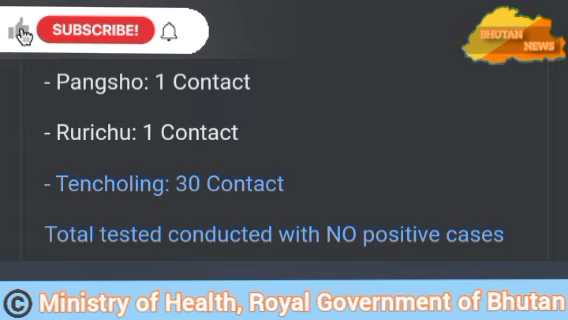 SUBSCRIBE!
BHUTAN
NEWS
- Pangsho: 1 Contact
- Rurichu: 1 Contact
- Tencholing: 30 Contact
Total tested conducted with NO positive cases
© Ministry of Health, Royal Government of Bhutan